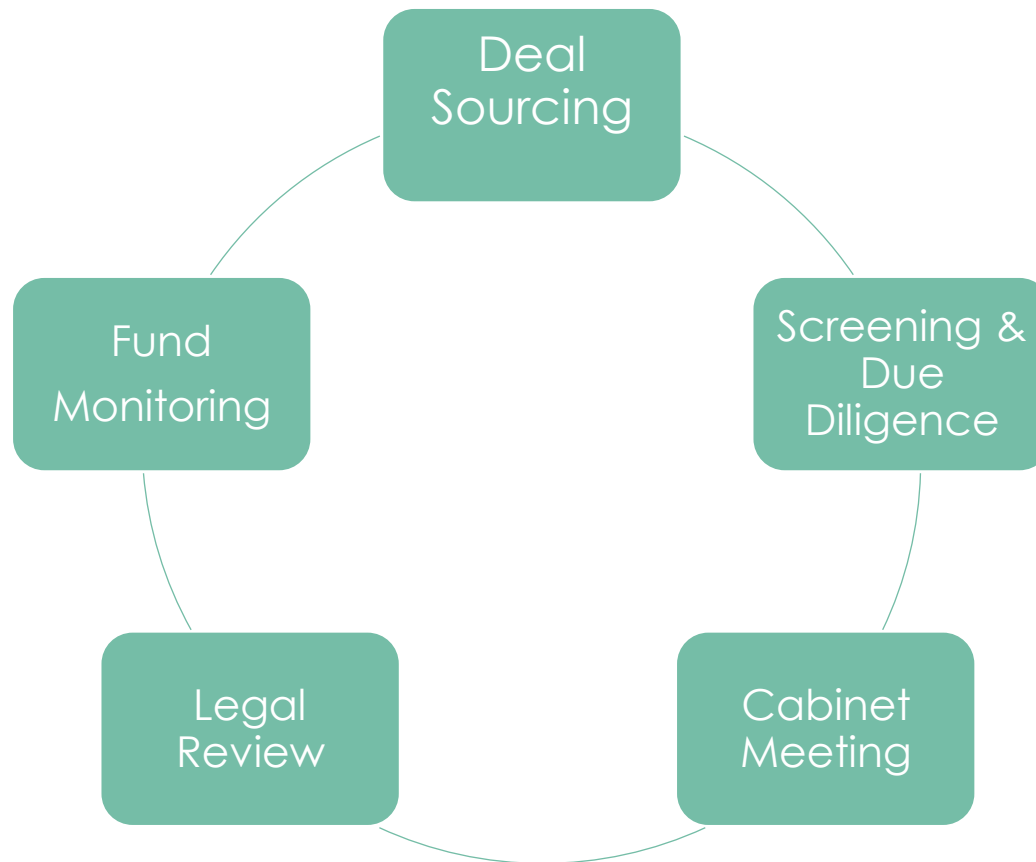 Deal
Sourcing
Screening &
Due
Diligence
Cabinet
Meeting
Legal
Review
Fund
Monitoring